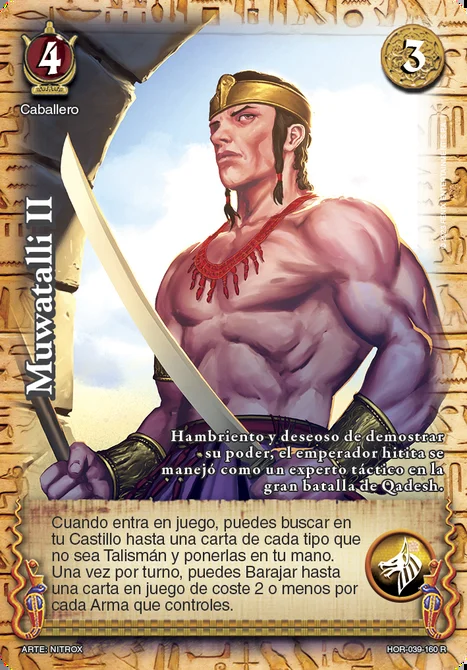 4
3
Caballero
Muwatalli II
Hambriento y deseoso de demostrar
su poder, el emperador hitita se
manejó como un experto táctico en la
gran batalla de Qadesh.
Cuando entra en juego, puedes buscar en
tu Castillo hasta una carta de cada tipo que
no sea Talismán y ponerlas en tu mano.
Una vez por turno, puedes Barajar hasta
una carta en juego de coste 2 o menos por
cada Arma que controles.
ARTE: NITROX
HOR-039-160 R